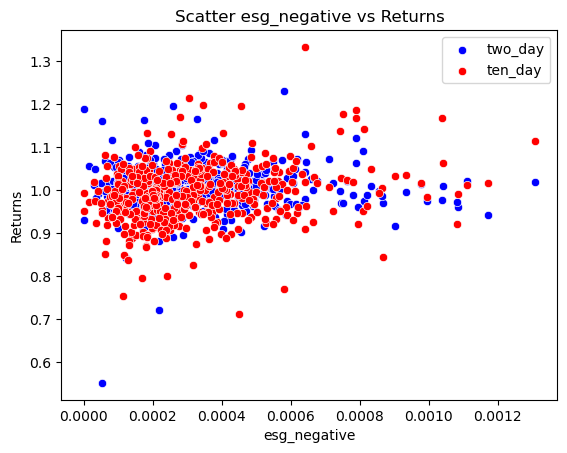 Scatter esg_negative vs Returns
two_day
ten_day
Returns
1.3
1.2
1.1
1.0
0.9
0.8
0.7
0.6
0.0000 0.0002 0.0004 0.0006 0.0008 0.0010 0.0012
esg_negative